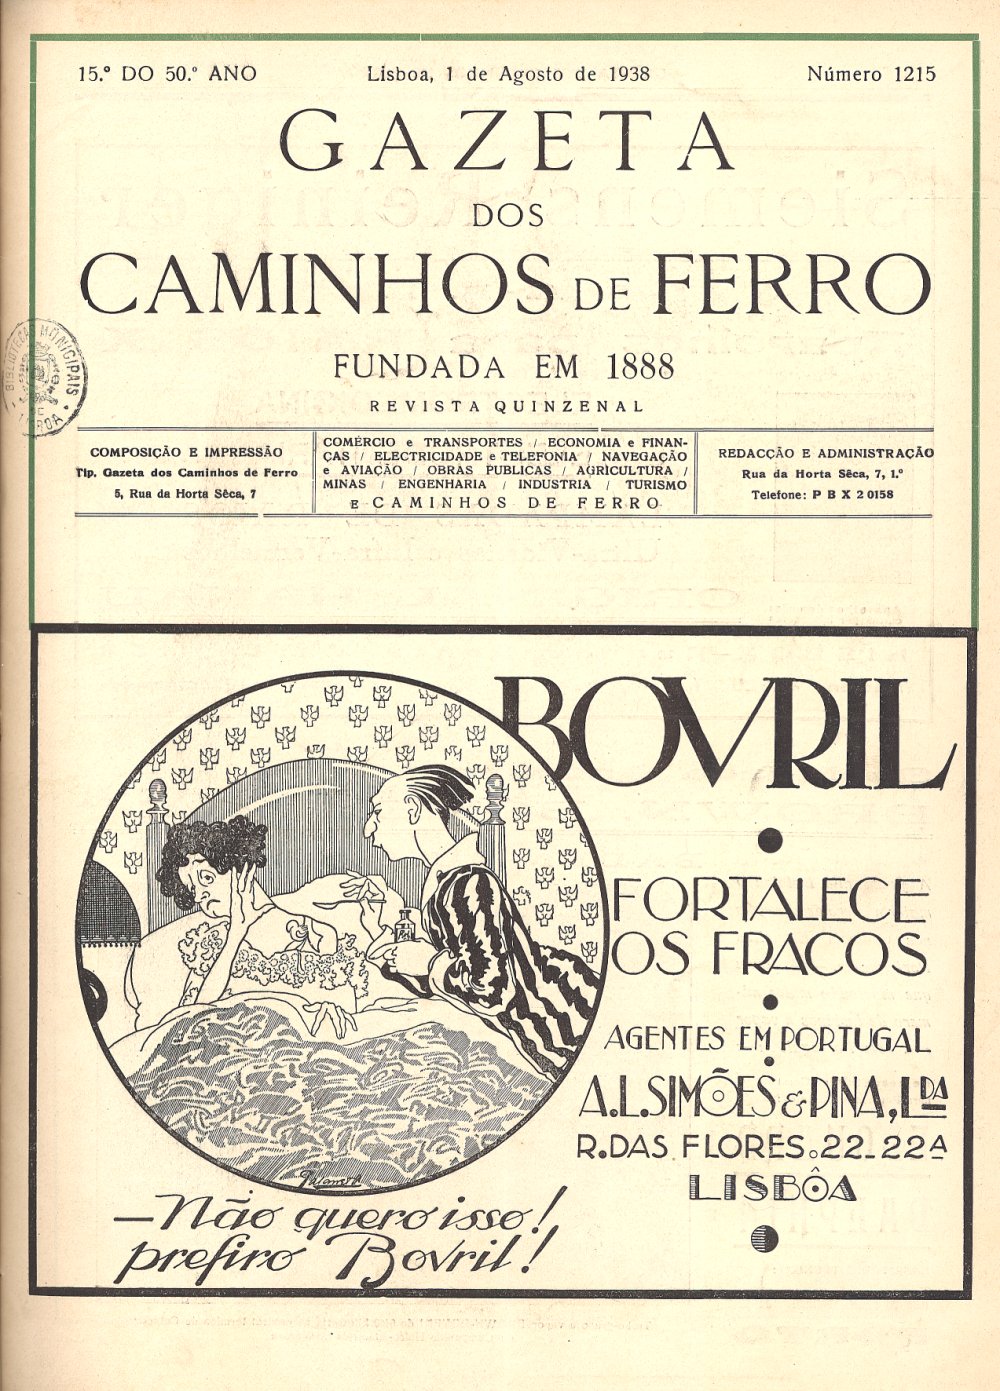 15.º DO 50.º ANO
Lisboa, 1 de Agosto de 1938
Número 1215
GAZETA
DOS
CAMINHOS DE FERRO
FUNDADA EM 1888
REVISTA QUINZENAL
BIBLIOTECAS MUNICIPAIS
LISBOA
COMPOSIÇÃO E IMPRESSÃO
Tip. Gazeta dos Caminhos de Ferro
5, Rua da Horta Sêca, 7
COMÉRCIO e TRANSPORTES / ECONOMIA e FINAN-
ÇAS / ELECTRICIDADE e TELEFONIA / NAVEGAÇÃO
e AVIAÇÃO / OBRAS PUBLICAS / AGRICULTURA /
MINAS / ENGENHARIA / INDUSTRIA / TURISMO
E CAMINHOS DE FERRO
REDACÇÃO E ADMINISTRAÇÃO
Rua da Horta Sêca, 7, 1.º
Telefone: P B X 2 0158
BOVRIL
FORTALECE
OS FRACOS
AGENTES EM PORTUGAL
A.L.SIMÕES & PINA, LDA
R. DAS FLORES. 22-22A
LISBÔA
—Não quero isso!
prefiro Bovril!